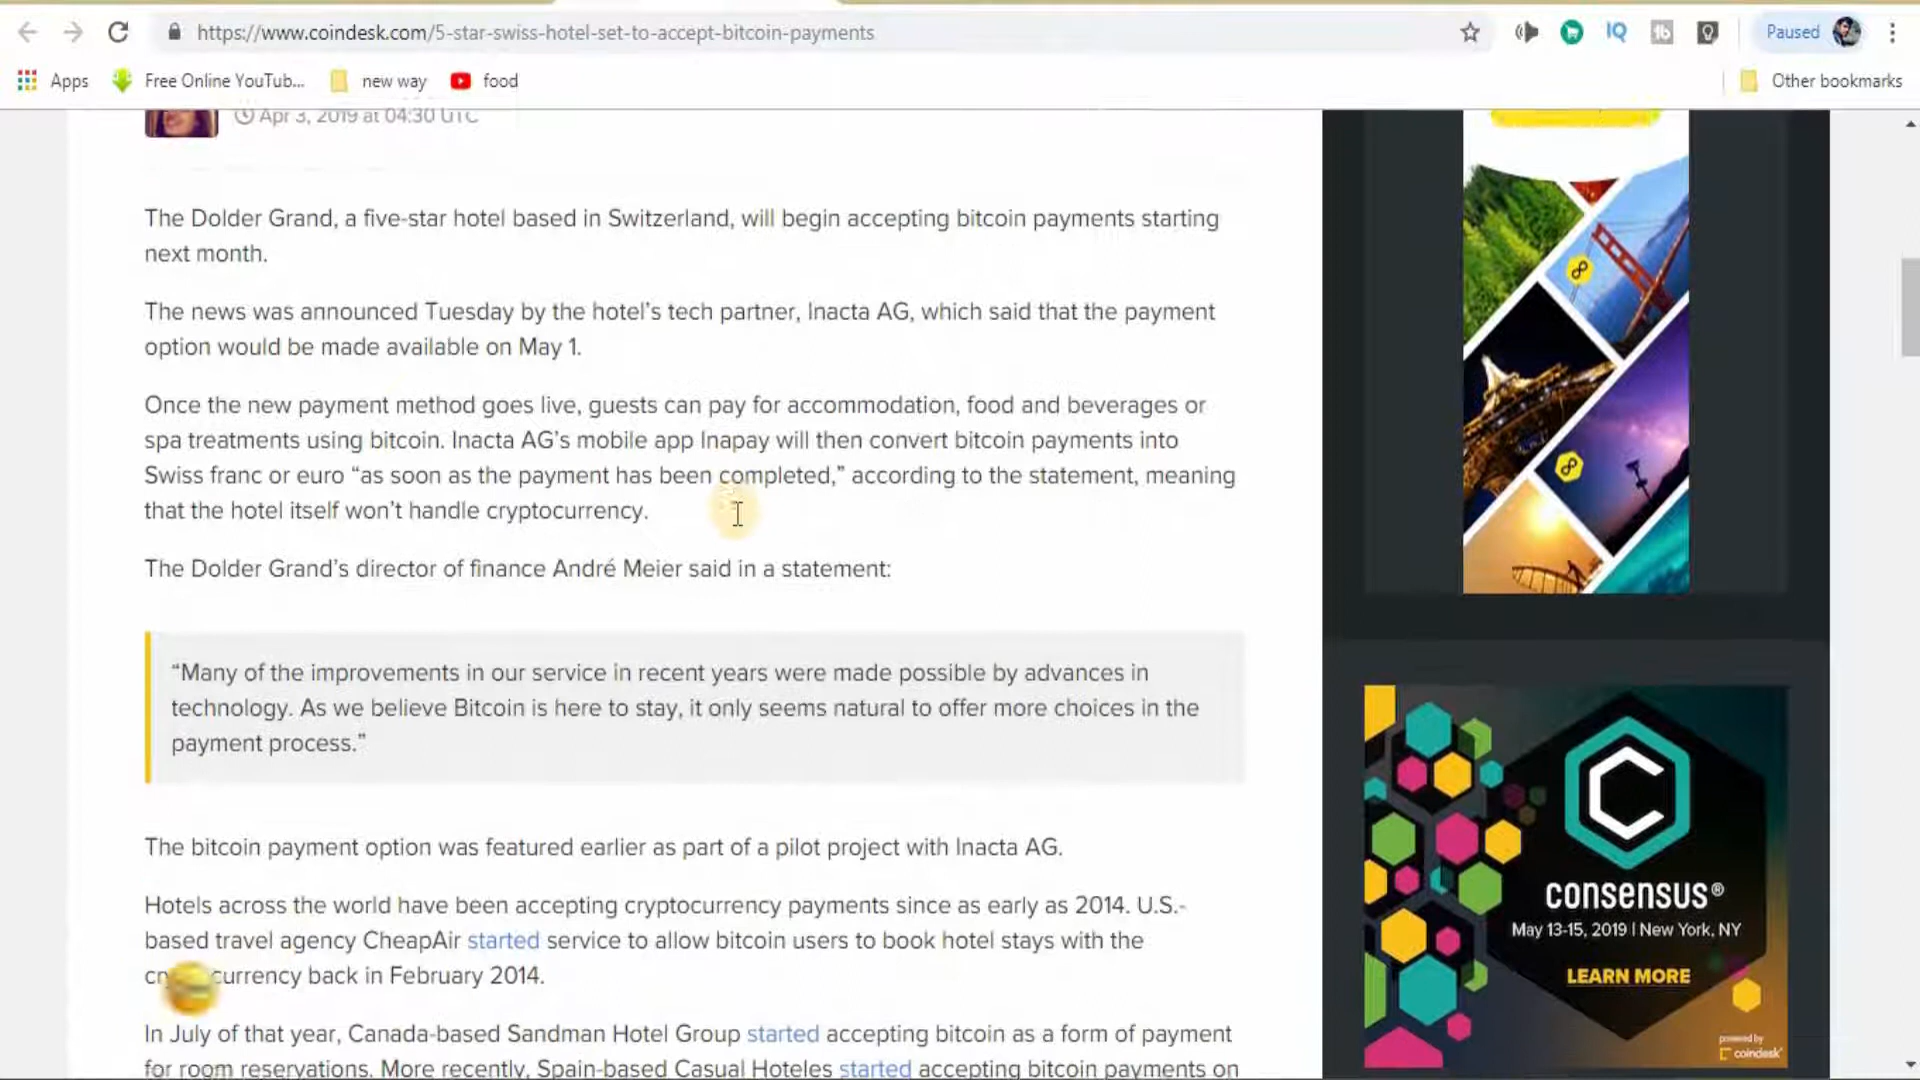 https://www.coindesk.com/5-star-swiss-hotel-set-to-accept-bitcoin-payments
IQ
Paused
Apps
Free Online YouTub...
new way
food
Other bookmarks
Apr 3, 2019 at 04:30 UTC
The Dolder Grand, a five-star hotel based in Switzerland, will begin accepting bitcoin payments starting
next month.
The news was announced Tuesday by the hotel’s tech partner, Inacta AG, which said that the payment
option would be made available on May 1.
Once the new payment method goes live, guests can pay for accommodation, food and beverages or
spa treatments using bitcoin. Inacta AG’s mobile app Inapay will then convert bitcoin payments into
Swiss franc or euro “as soon as the payment has been completed,” according to the statement, meaning
that the hotel itself won’t handle cryptocurrency.
The Dolder Grand’s director of finance André Meier said in a statement:
“Many of the improvements in our service in recent years were made possible by advances in
technology. As we believe Bitcoin is here to stay, it only seems natural to offer more choices in the
payment process.”
The bitcoin payment option was featured earlier as part of a pilot project with Inacta AG.
Hotels across the world have been accepting cryptocurrency payments since as early as 2014. U.S.-
based travel agency CheapAir started service to allow bitcoin users to book hotel stays with the
currency back in February 2014.
In July of that year, Canada-based Sandman Hotel Group started accepting bitcoin as a form of payment
for room reservations. More recently, Spain-based Casual Hoteles started accepting bitcoin payments on
consensus®
May 13-15, 2019 | New York, NY
LEARN MORE
powered by
coindesk